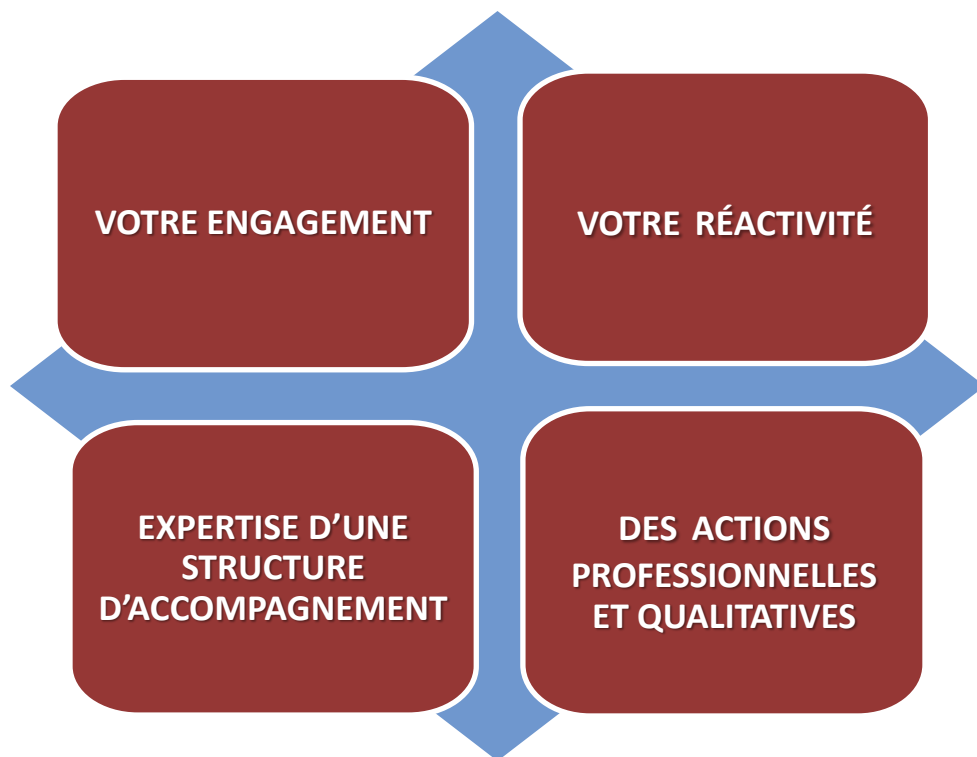 VOTRE ENGAGEMENT
VOTRE RÉACTIVITÉ
EXPERTISE D’UNE
STRUCTURE
D’ACCOMPAGNEMENT
DES ACTIONS
PROFESSIONNELLES
ET QUALITATIVES